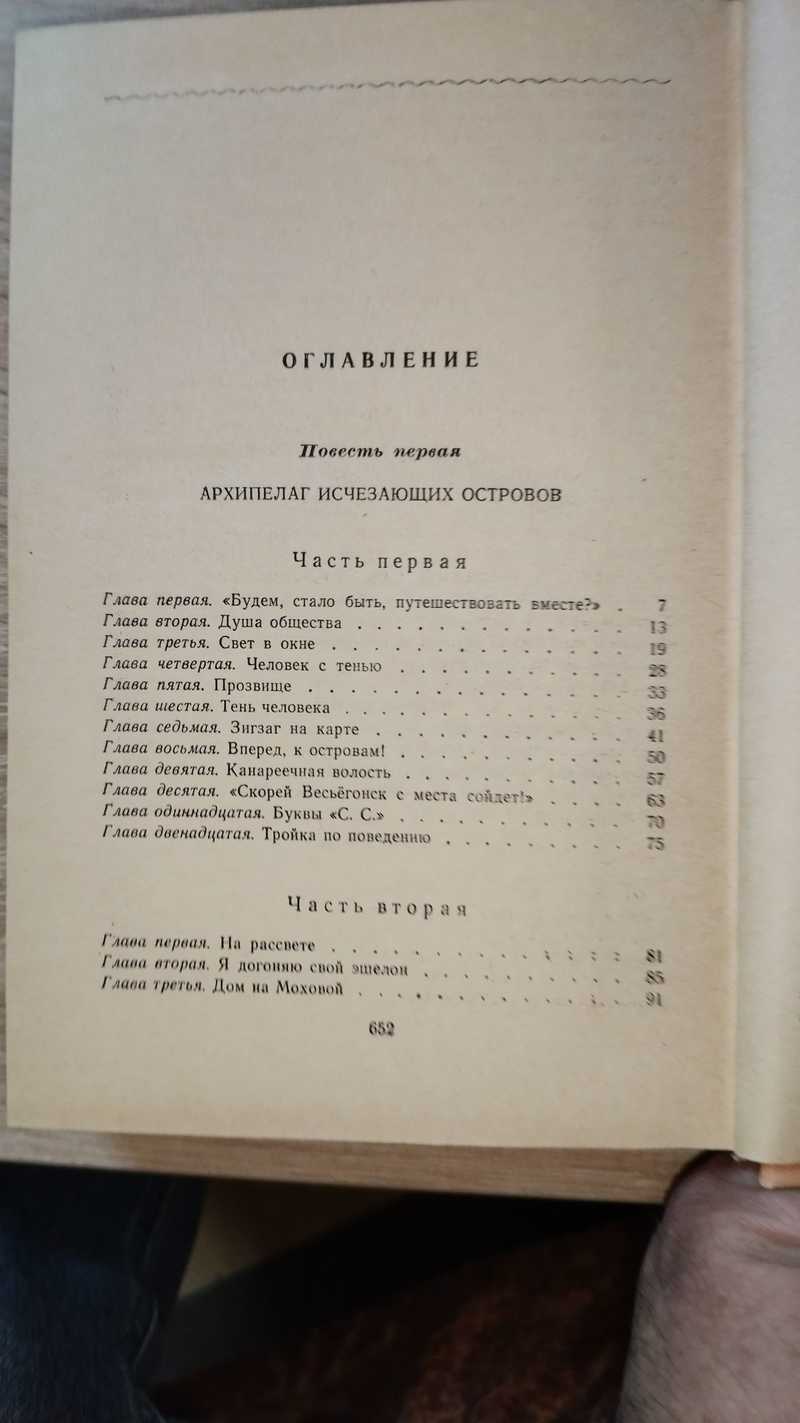 ОГЛАВЛЕНИЕ
Повесть первая
АРХИПЕЛАГ ИСЧЕЗАЮЩИХ ОСТРОВОВ
Часть первая
Глава первая. «Будем, стало быть, путешествовать вместе?» . 7
Глава вторая. Душа общества . . . . . . . . . . . . . 13
Глава третья. Свет в окне . . . . . . . . . . . . . . 19
Глава четвертая. Человек с тенью . . . . . . . . . . . 28
Глава пятая. Прозвище . . . . . . . . . . . . . . . 33
Глава шестая. Тень человека . . . . . . . . . . . . . 36
Глава седьмая. Зигзаг на карте . . . . . . . . . . . . 41
Глава восьмая. Вперед, к островам! . . . . . . . . . . . 50
Глава девятая. Канареечная волость . . . . . . . . . . 57
Глава десятая. «Скорей Весьёгонск с места сойдет!» . . . . 63
Глава одиннадцатая. Буквы «С. С.» . . . . . . . . . . . 70
Глава двенадцатая. Тройка по поведению . . . . . . . . . 75
Часть вторая
Глава первая. На рассвете . . . . . . . . . . . . . . 81
Глава вторая. Я догоняю свой эшелон . . . . . . . . . . 85
Глава третья. Дом на Моховой . . . . . . . . . . . . . 91
652